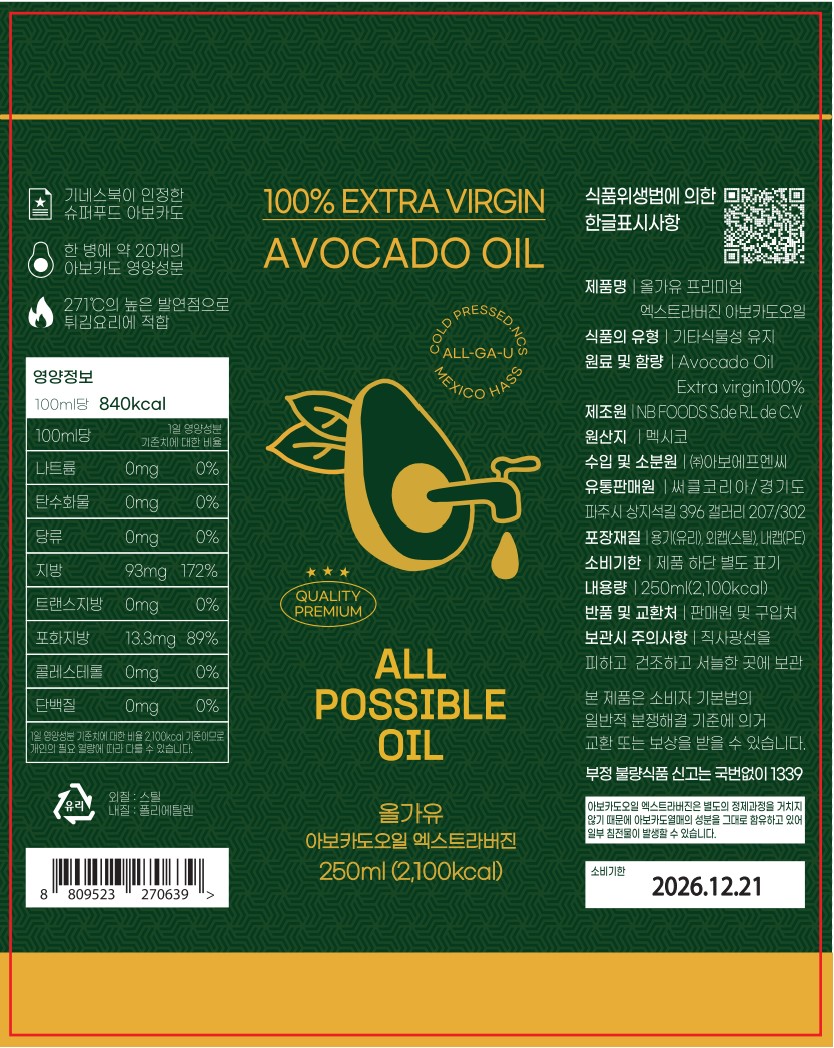 기네스북이 인정한
슈퍼푸드 아보카도
한 병에 약 20개의
아보카도 영양성분
271℃의 높은 발연점으로
튀김요리에 적합
영양정보
100ml당 840kcal
100ml당 1일 영양성분
기준치에 대한 비율
나트륨 0mg 0%
탄수화물 0mg 0%
당류 0mg 0%
지방 93mg 172%
트랜스지방 0mg 0%
포화지방 13.3mg 89%
콜레스테롤 0mg 0%
단백질 0mg 0%
1일 영양성분 기준치에 대한 비율 2,100kcal 기준이므로
개인의 필요 열량에 따라 다를 수 있습니다.
유리
외질 : 스틸
내질 : 폴리에틸렌
8 809523 270639 >
100% EXTRA VIRGIN
AVOCADO OIL
COLD PRESSED.NCS
ALL-GA-U
MEXICO HASS
QUALITY
PREMIUM
ALL
POSSIBLE
OIL
올가유
아보카도오일 엑스트라버진
250ml (2,100kcal)
식품위생법에 의한
한글표시사항
제품명 | 올가유 프리미엄
엑스트라버진 아보카도오일
식품의 유형 | 기타식물성 유지
원료 및 함량 | Avocado Oil
Extra virgin100%
제조원 | NB FOODS S.de R.L de C.V
원산지 | 멕시코
수입 및 소분원 | ㈜아보에프엔씨
유통판매원 | 써클코리아/경기도
파주시 상지석길 396 갤러리 207/302
포장재질 | 용기(유리), 외캡(스틸), 내캡(PE)
소비기한 | 제품 하단 별도 표기
내용량 | 250ml(2,100kcal)
반품 및 교환처 | 판매원 및 구입처
보관시 주의사항 | 직사광선을
피하고 건조하고 서늘한 곳에 보관
본 제품은 소비자 기본법의
일반적 분쟁해결 기준에 의거
교환 또는 보상을 받을 수 있습니다.
부정 불량식품 신고는 국번없이 1339
아보카도오일 엑스트라버진은 별도의 정제과정을 거치지
않기 때문에 아보카도열매의 성분을 그대로 함유하고 있어
일부 침전물이 발생할 수 있습니다.
소비기한
2026.12.21